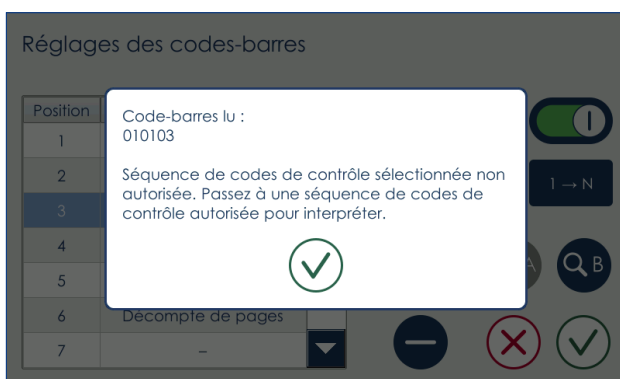 Réglages des codes-barres
Position
1
2
3
4
5
6 Décompte de pages
7 –
Code-barres lu :
010103
Séquence de codes de contrôle sélectionnée non
autorisée. Passez à une séquence de codes de
contrôle autorisée pour interpréter.
1 → N
A
B